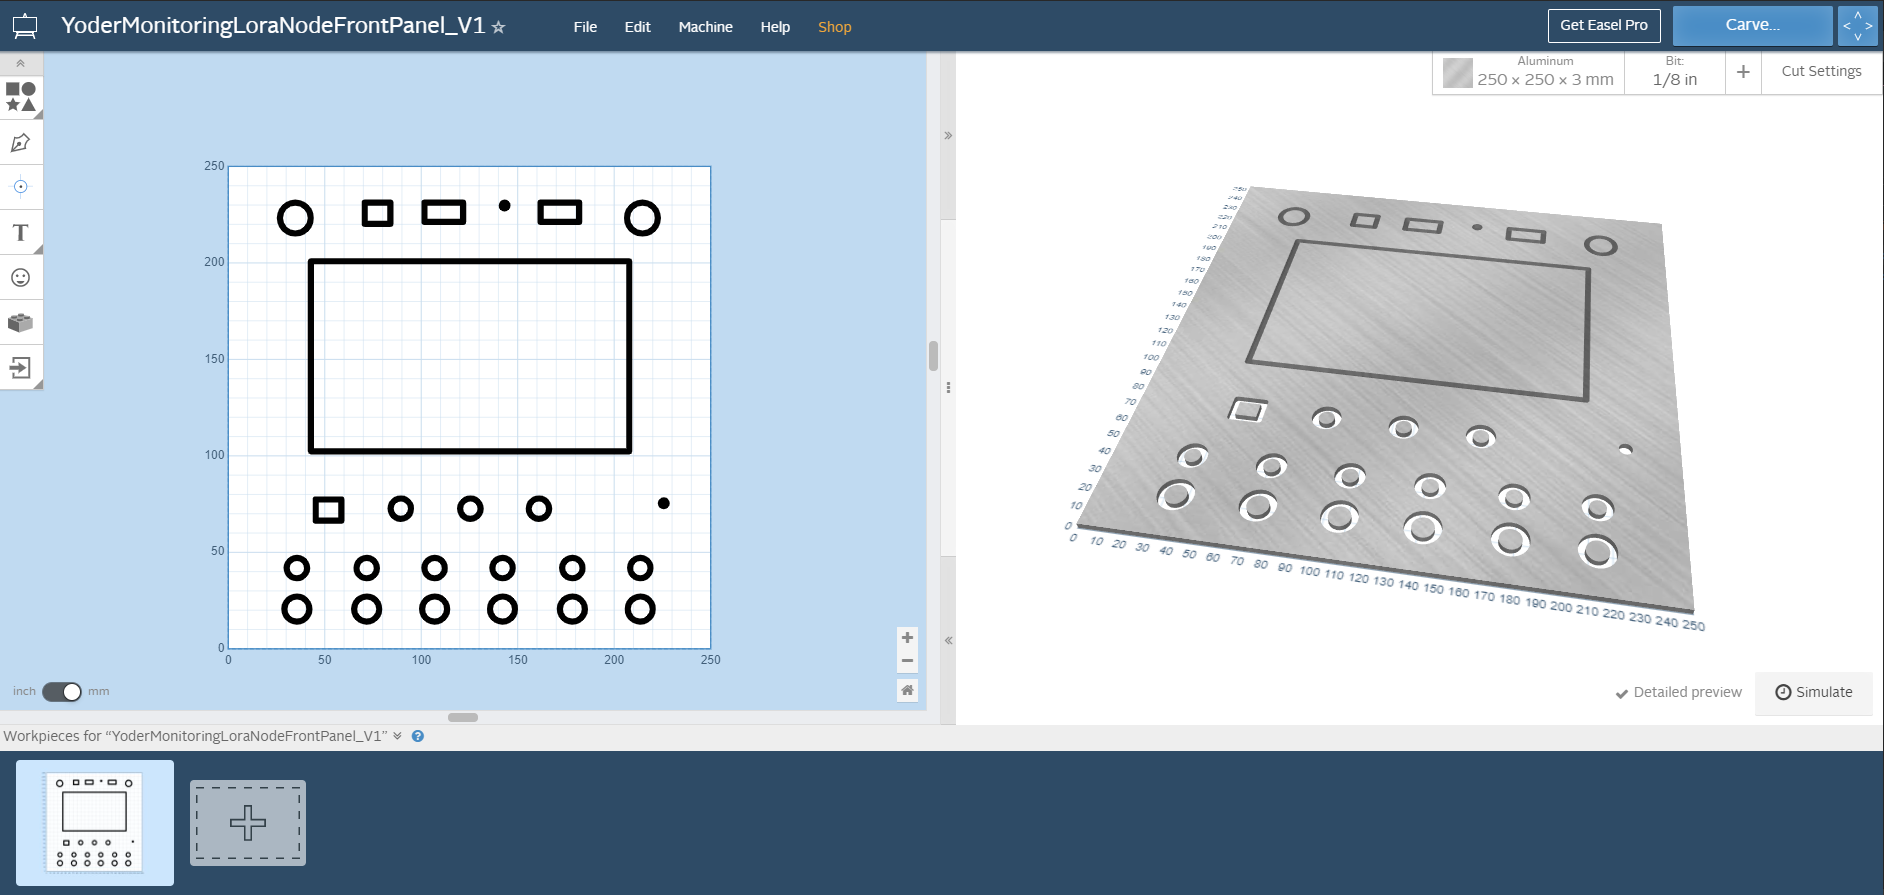 YoderMonitoringLoraNodeFrontPanel_V1 ☆ File Edit Machine Help Shop Get Easel Pro Carve...
Aluminum
250 × 250 × 3 mm
Bit:
1/8 in
+
Cut Settings
T
250
200
150
100
50
0
0 50 100 150 200 250
inch mm
250
240
230
220
210
200
190
180
170
160
150
140
130
120
110
100
90
80
70
60
50
40
30
20
10
0
0 10 20 30 40 50 60 70 80 90 100 110 120 130 140 150 160 170 180 190 200 210 220 230 240 250
Detailed preview
Simulate
Workpieces for “YoderMonitoringLoraNodeFrontPanel_V1” ?